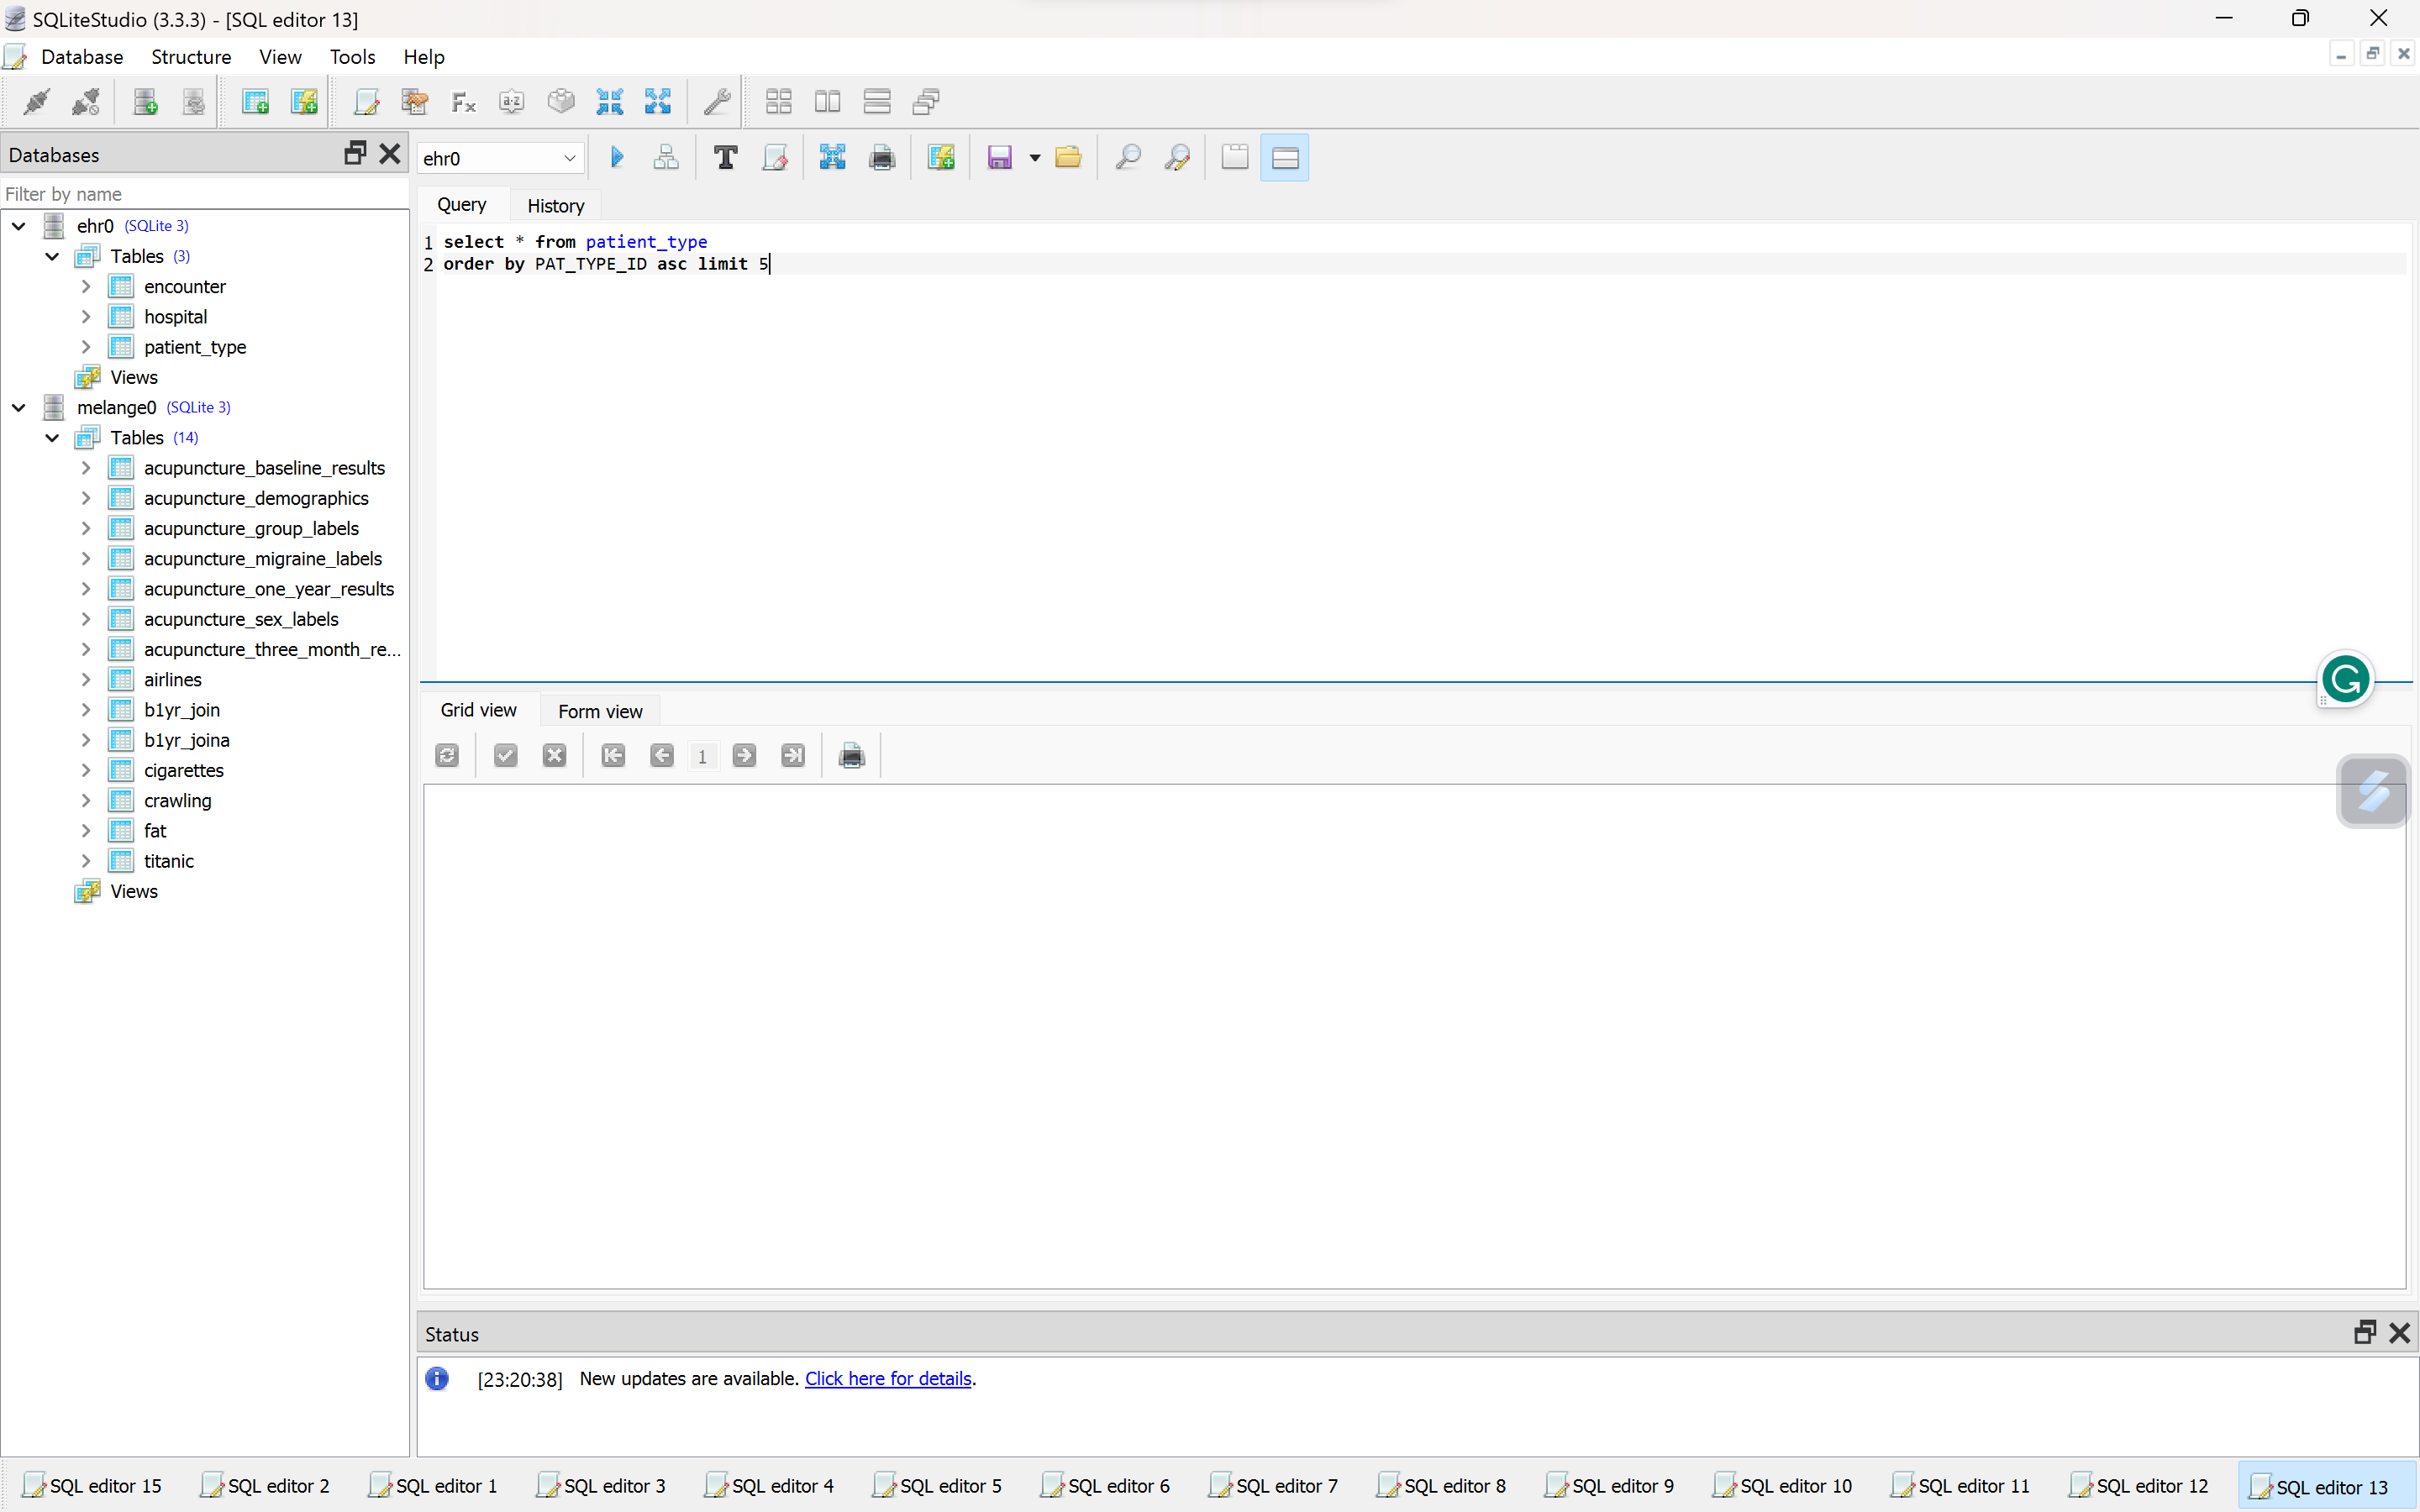 SQLiteStudio (3.3.3) - [SQL editor 13]
Database Structure View Tools Help
Databases
ehr0
Filter by name
Query History
ehr0 (SQLite 3)
Tables (3)
encounter
hospital
patient_type
Views
melange0 (SQLite 3)
Tables (14)
acupuncture_baseline_results
acupuncture_demographics
acupuncture_group_labels
acupuncture_migraine_labels
acupuncture_one_year_results
acupuncture_sex_labels
acupuncture_three_month_re...
airlines
b1yr_join
b1yr_joina
cigarettes
crawling
fat
titanic
Views
1 select * from patient_type
2 order by PAT_TYPE_ID asc limit 5
Grid view Form view
1
Status
[23:20:38] New updates are available. Click here for details.
SQL editor 15 SQL editor 2 SQL editor 1 SQL editor 3 SQL editor 4 SQL editor 5 SQL editor 6 SQL editor 7 SQL editor 8 SQL editor 9 SQL editor 10 SQL editor 11 SQL editor 12 SQL editor 13